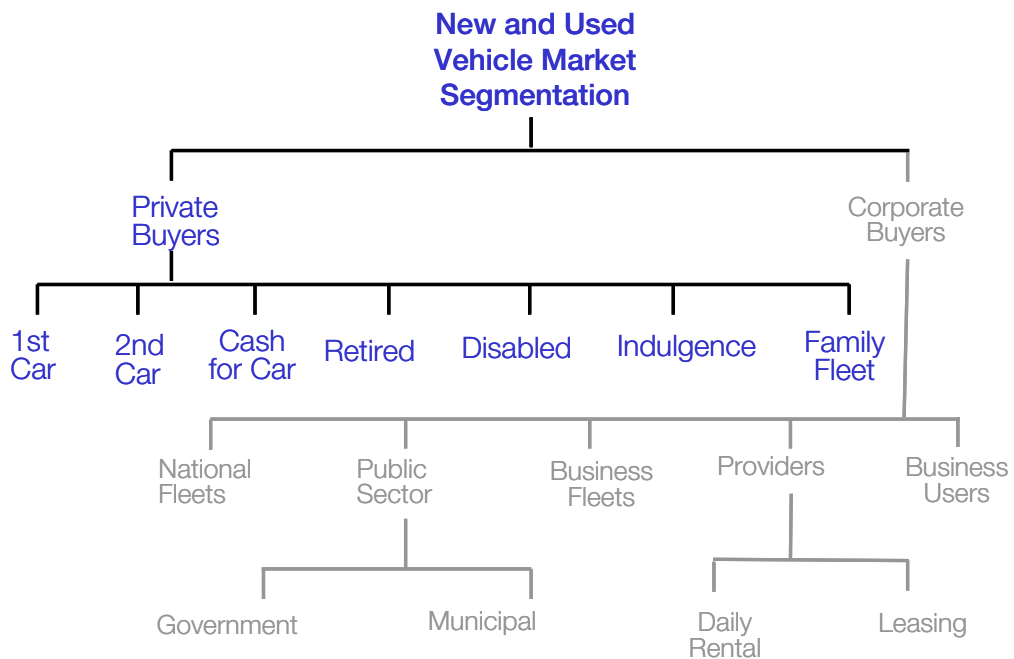 New and Used
Vehicle Market
Segmentation
Private
Buyers
Corporate
Buyers
1st
Car
2nd
Car
Cash
for Car
Retired
Disabled
Indulgence
Family
Fleet
National
Fleets
Public
Sector
Business
Fleets
Providers
Business
Users
Government
Municipal
Daily
Rental
Leasing